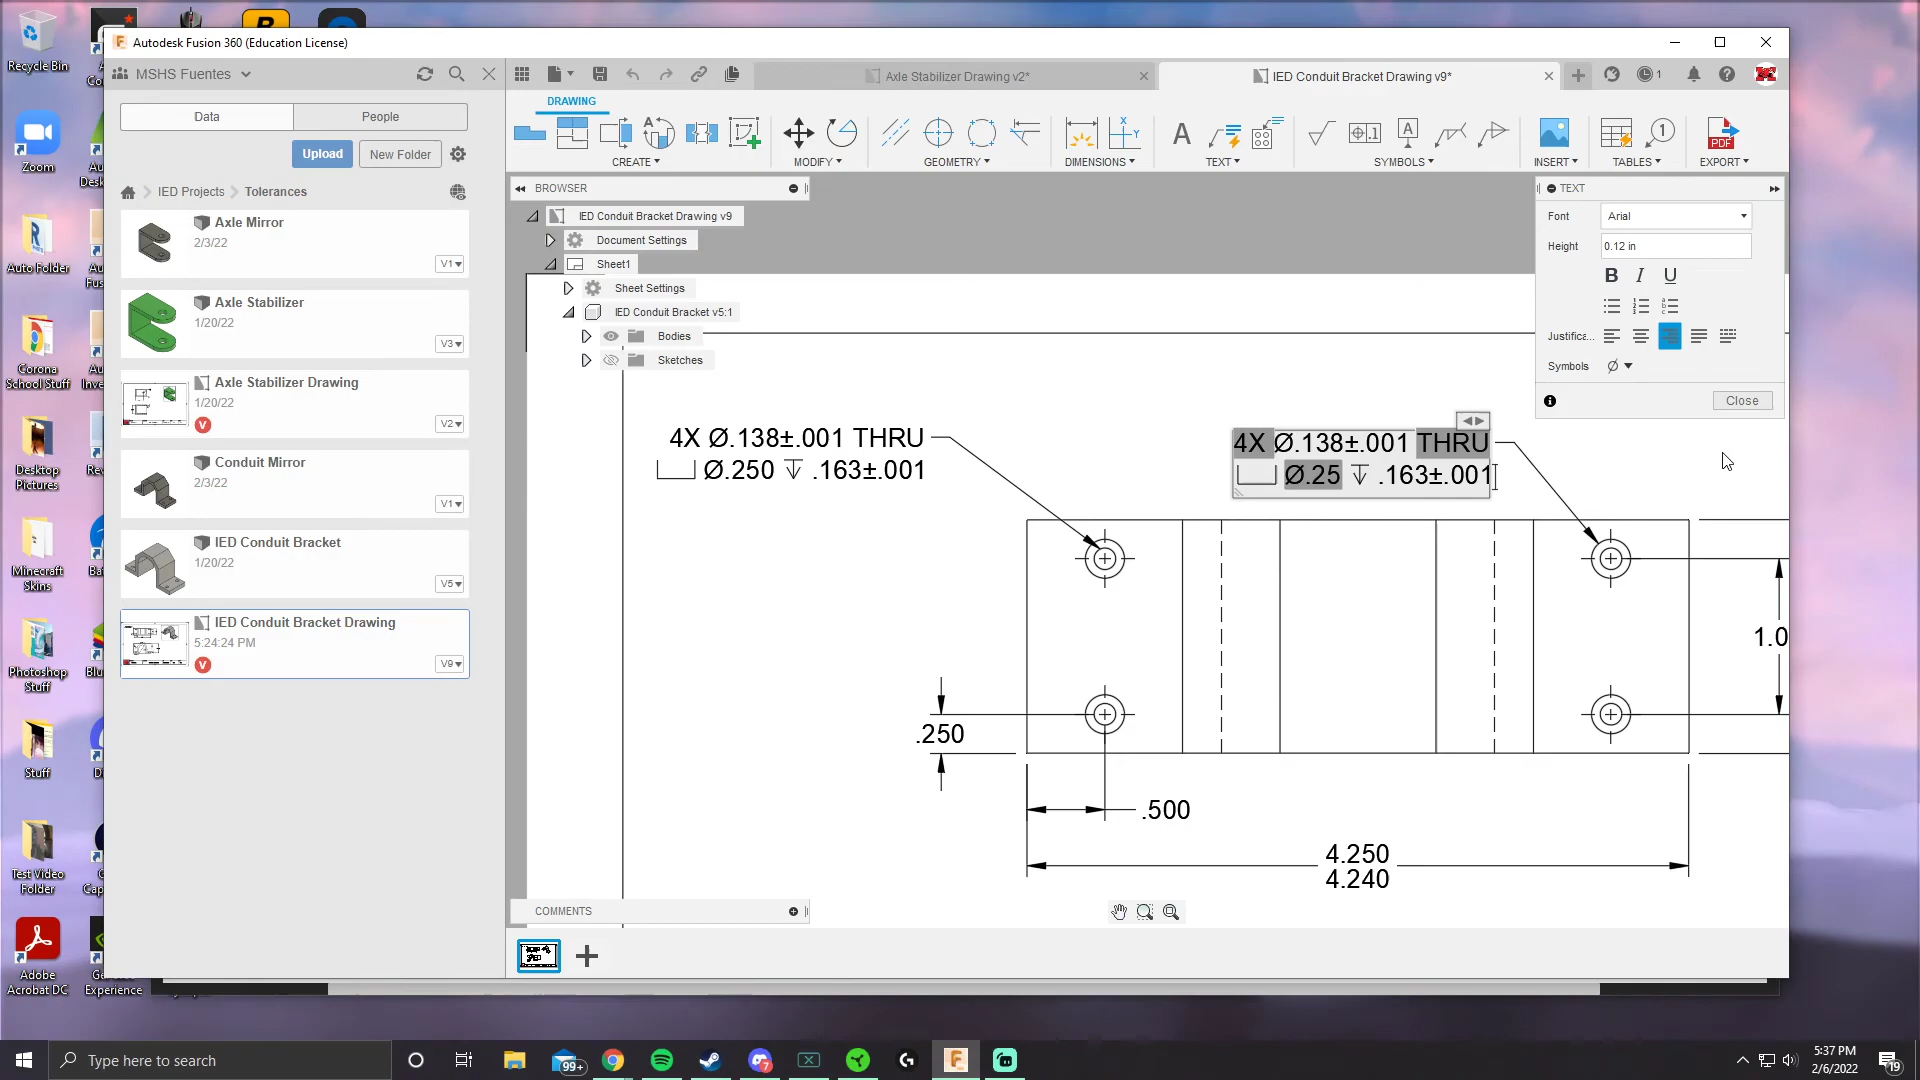 Autodesk Fusion 360 (Education License)
Recycle Bin
Zoom
Auto Folder
Corona
School Stuff
Desktop
Pictures
Minecraft
Skins
Photoshop
Stuff
Stuff
Test Video
Folder
Adobe
Acrobat DC
Experience
MSHS Fuentes
Data
People
Upload
New Folder
IED Projects
Tolerances
Axle Mirror
2/3/22
V1
Axle Stabilizer
1/20/22
V3
Axle Stabilizer Drawing
1/20/22
V
V2
Conduit Mirror
2/3/22
V1
IED Conduit Bracket
1/20/22
V5
IED Conduit Bracket Drawing
5:24:24 PM
V
V9
Axle Stabilizer Drawing v2*
IED Conduit Bracket Drawing v9*
1
DRAWING
CREATE
MODIFY
GEOMETRY
DIMENSIONS
TEXT
SYMBOLS
INSERT
TABLES
EXPORT
PDF
BROWSER
IED Conduit Bracket Drawing v9
Document Settings
Sheet1
Sheet Settings
IED Conduit Bracket v5:1
Bodies
Sketches
TEXT
Font
Arial
Height
0.12 in
B I U
Justifica...
Symbols
Ø
Close
4X Ø.138±.001 THRU
⌴ Ø.250 ↧ .163±.001
4X Ø.138±.001 THRU
⌴ Ø.25 ↧ .163±.001
1.0
.250
.500
4.250
4.240
COMMENTS
Type here to search
99+
7
5:37 PM
2/6/2022
19